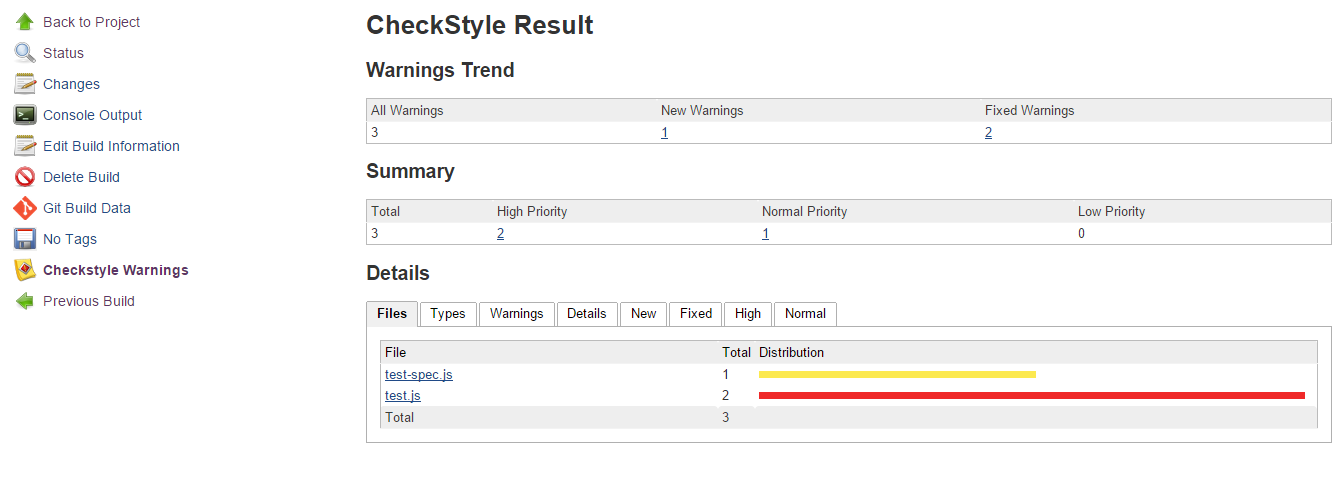 Back to Project
Status
Changes
Console Output
Edit Build Information
Delete Build
Git Build Data
No Tags
Checkstyle Warnings
Previous Build
CheckStyle Result
Warnings Trend
All Warnings New Warnings Fixed Warnings
3 1 2
Summary
Total High Priority Normal Priority Low Priority
3 2 1 0
Details
Files Types Warnings Details New Fixed High Normal
File Total Distribution
test-spec.js 1
test.js 2
Total 3